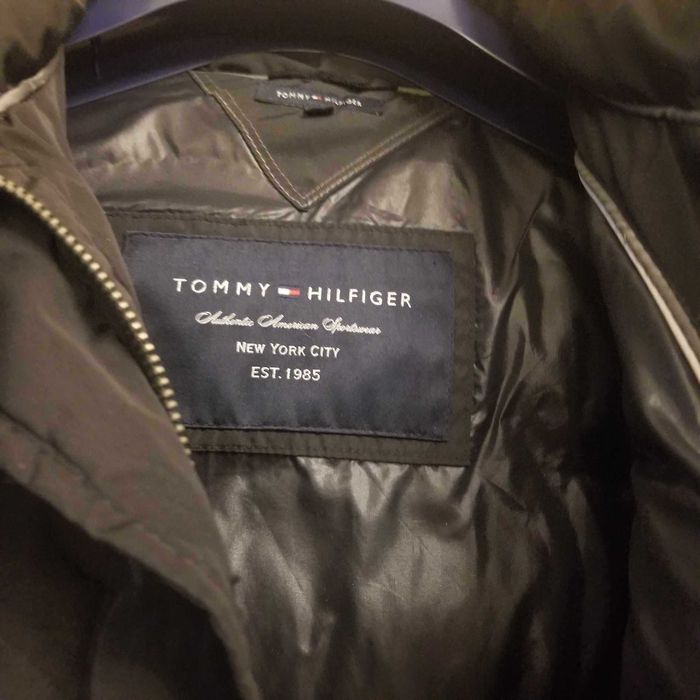 TOMMY HILFIGER
TOMMY HILFIGER
Authentic American Sportswear
NEW YORK CITY
EST. 1985